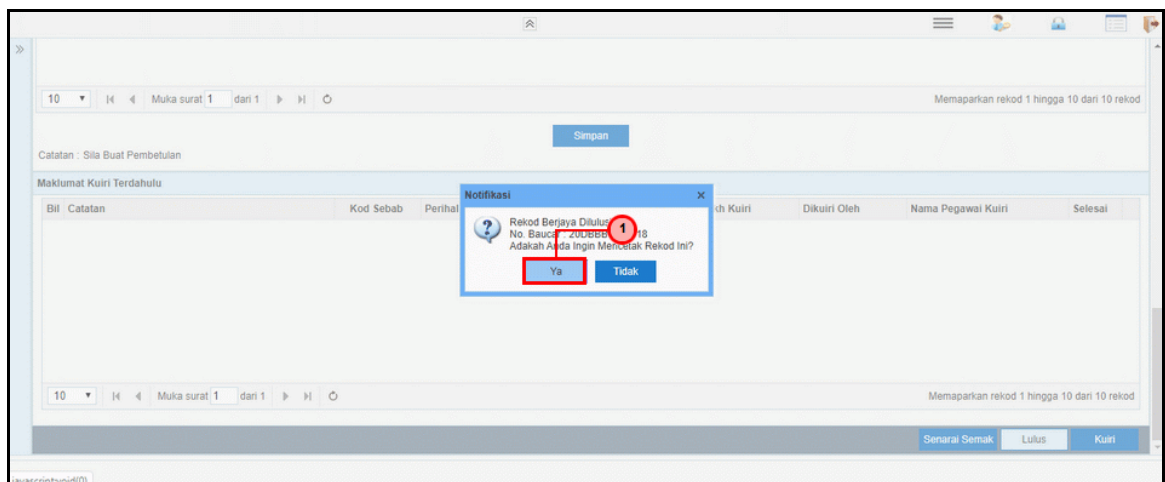 10 Muka surat 1 dari 1 Memaparkan rekod 1 hingga 10 dari 10 rekod
Simpan
Catatan : Sila Buat Pembetulan
Maklumat Kuiri Terdahulu
Notifikasi
Bil Catatan Kod Sebab Kuiri Dikuiri Oleh Nama Pegawai Kuiri Selesai
Rekod Berjaya
1
No.
Adakah Anda Ingin Mencetak Rekod Ini?
Ya Tidak
10 Muka surat 1 dari 1 Memaparkan rekod 1 hingga 10 dari 10 rekod
Senarai Semak Lulus Kuiri